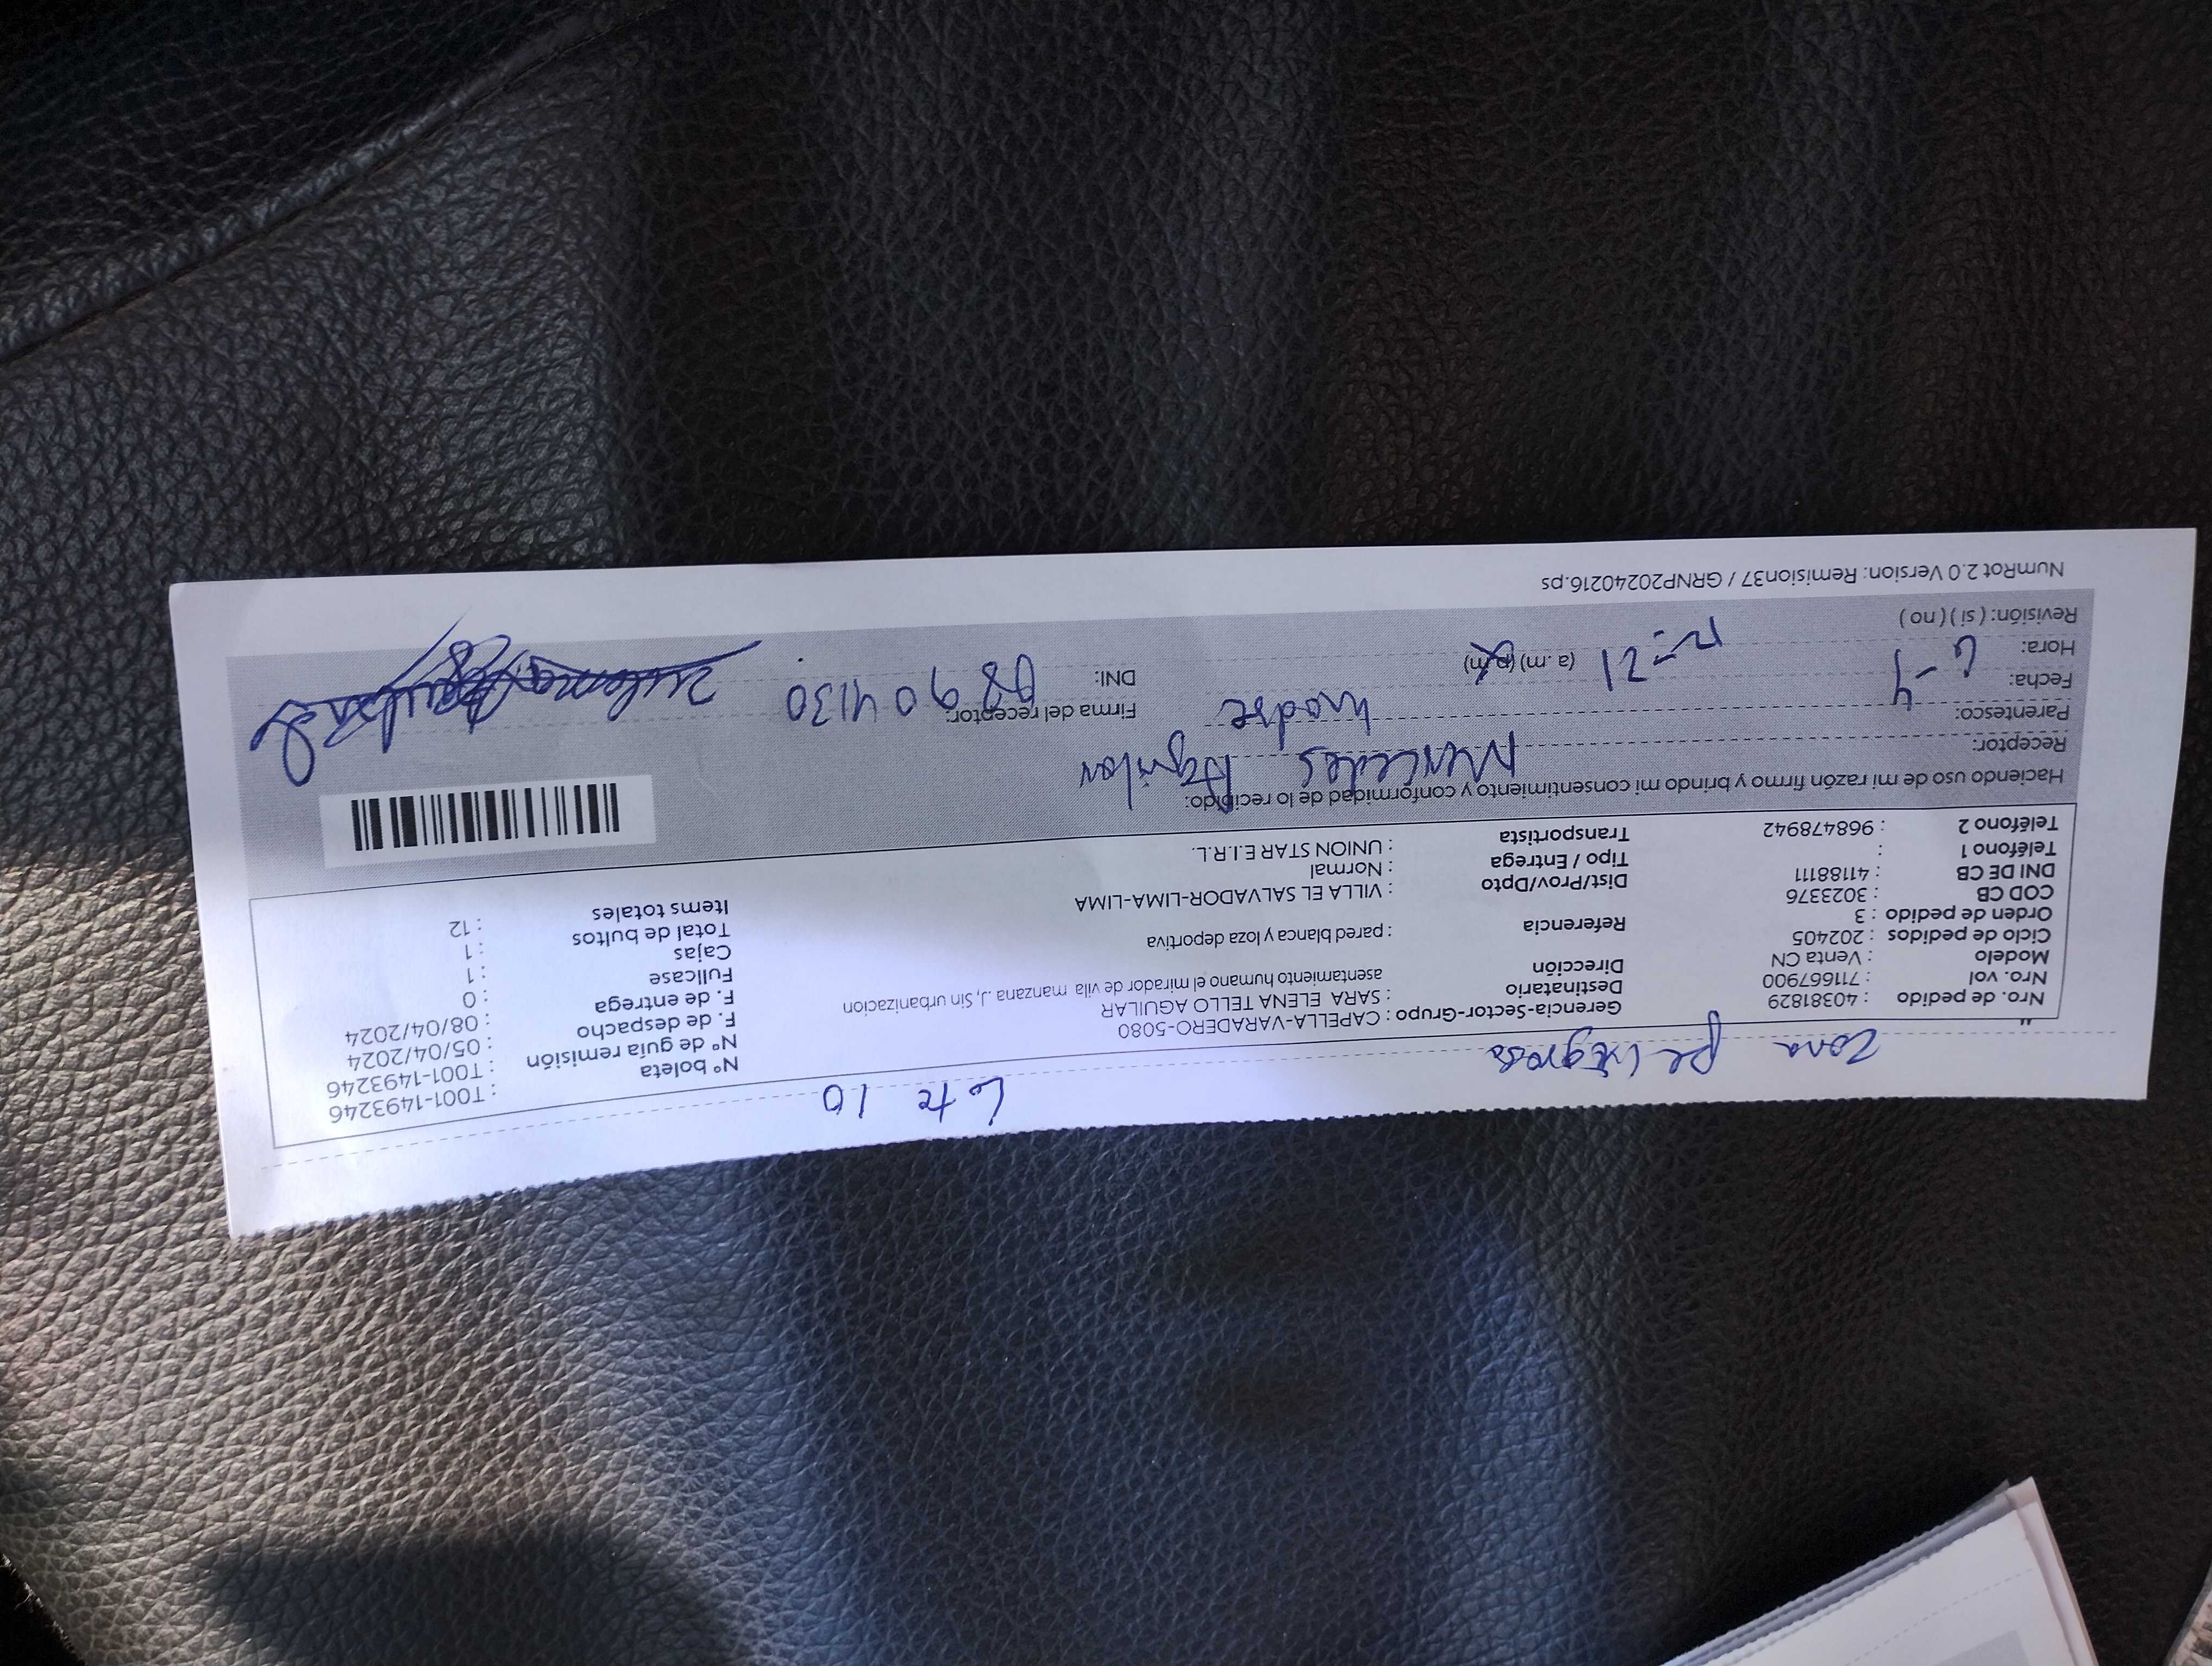 Zona peligrosa
Lote 10
Nro. de pedido : 40381829
Nro. vol : 711667900
Modelo : Venta CN
Ciclo de pedidos : 202405
Orden de pedido : 3
COD CB : 3023376
DNI DE CB : 41188111
Teléfono 1 :
Teléfono 2 : 968478942
Gerencia-Sector-Grupo : CAPELLA-VARADERO-5080
Destinatario : SARA ELENA TELLO AGUILAR
Dirección asentamiento humano el mirador de vila manzana .J, Sin urbanizacion
Referencia : pared blanca y loza deportiva
Dist/Prov/Dpto : VILLA EL SALVADOR-LIMA-LIMA
Tipo / Entrega : Normal
Transportista : UNION STAR E.I.R.L.
N° boleta : T001-1493246
N° de guía remisión : T001-1493246
F. de despacho : 05/04/2024
F. de entrega : 08/04/2024
Fullcase : 0
Cajas : 1
Total de bultos : 1
Items totales : 12
Haciendo uso de mi razón firmo y brindo mi consentimiento y conformidad de lo recibido:
Receptor: Mercedes Aguilar
Parentesco: Madre
Fecha: 6-4
Hora: 12=21 (a.m) (p.m)
Revisión: ( si ) ( no )
Firma del receptor:
DNI: 08904130
NumRot 2.0 Version: Remision37 / GRNP20240216.ps